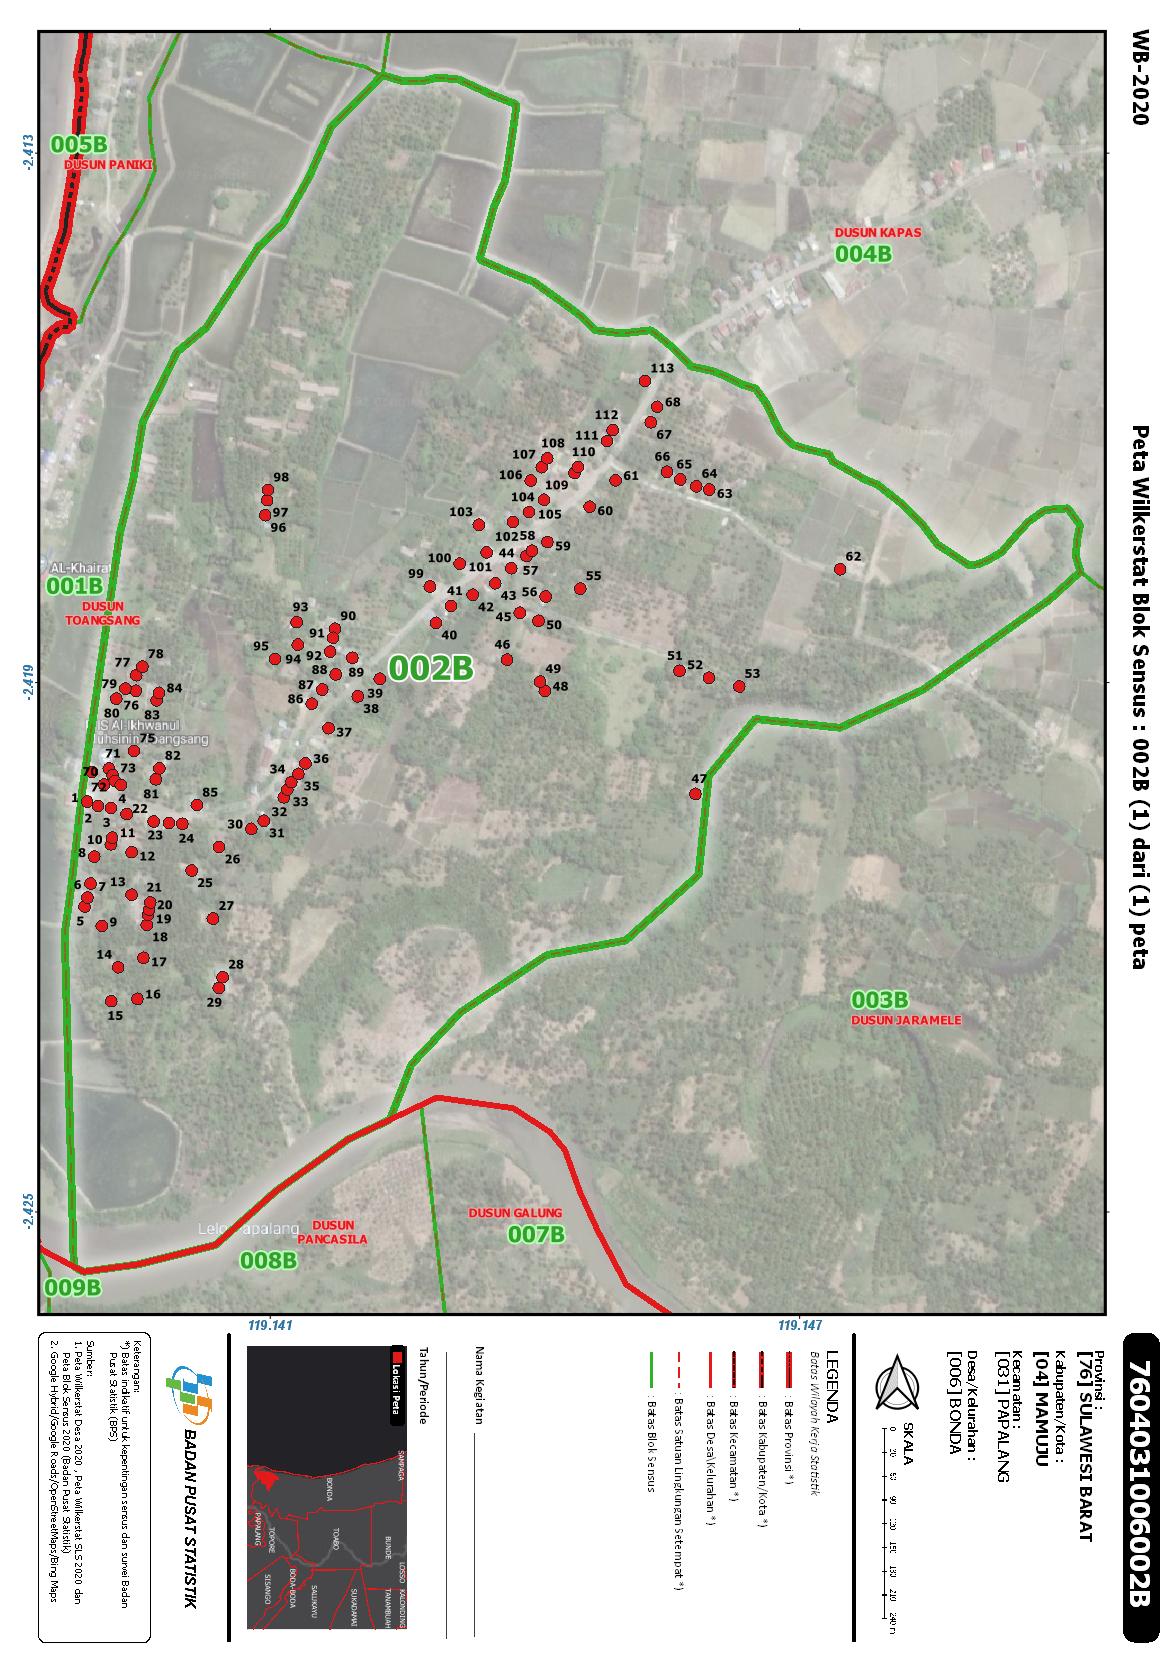 WB-2020
Peta Wilkerstat Blok Sensus : 002B (1) dari (1) peta
7604031006002B
Provinsi :
[76] SULAWESI BARAT
Kabupaten/Kota :
[04] MAMUJU
Kecamatan :
[031] PAPALANG
Desa/Kelurahan :
[006] BONDA
SKALA
0 30 60 90 120 150 180 210 240 m
LEGENDA
Batas Wilayah Kerja Statistik
: Batas Provinsi *)
: Batas Kabupaten/Kota *)
: Batas Kecamatan *)
: Batas Desa\Kelurahan *)
: Batas Satuan Lingkungan Setempat *)
: Batas Blok Sensus
Nama Kegiatan
Tahun/Periode
Lokasi Peta
SAMPAGA
BONDA
PAPALANG
TOPORE
TOABO
BUNDE
LOSSO
KALONDING
TANAMBUAH
SUKADAMAI
SALUKAYU
BODA-BODA
SISANGO
BADAN PUSAT STATISTIK
Keterangan:
*) Batas indikatif untuk kepentingan sensus dan survei Badan
Pusat Statistik (BPS)
Sumber:
1. Peta Wilkerstat Desa 2020 , Peta Wilkerstat SLS 2020 dan
Peta Blok Sensus 2020 (Badan Pusat Statistik)
2. Google Hybrid/Google Roads/OpenStreetMaps/Bing Maps
-2.413
-2.419
-2.425
119.141
119.147
005B
DUSUN PANIKI
DUSUN KAPAS
004B
AL-Khairat
001B
DUSUN
TOANGSANG
002B
003B
DUSUN JARAMELE
DUSUN GALUNG
007B
DUSUN
PANCASILA
008B
009B
113
68
112
67
111
108
107
110
66
65
64
98
106
109
61
63
104
97
60
103
105
96
102
58
59
44
62
100
101
57
99
55
41
43
56
93
42
45
90
50
91
40
95
94
92
46
78
51
52
77
88
89
49
53
79
84
87
39
48
76
86
80
83
38
75
37
71
82
36
70
73
34
47
72
81
35
1
4
85
33
22
2
3
32
23
24
30
31
11
10
8
12
26
6
7
13
21
25
5
20
9
19
27
18
14
17
28
16
29
15
69